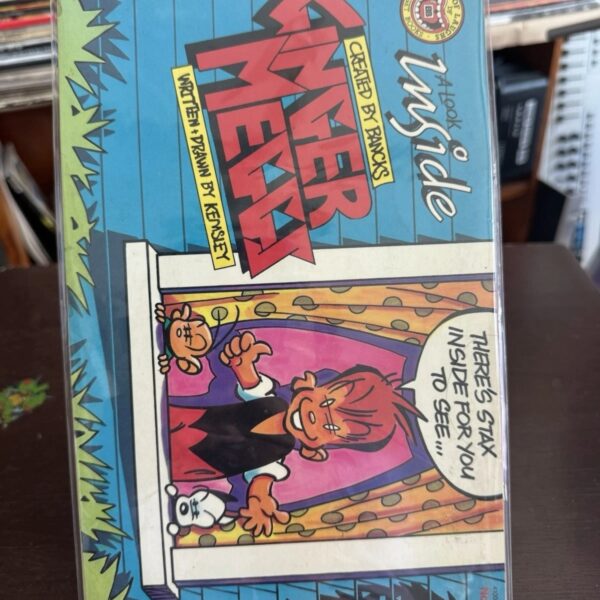 A LOOK
Inside
CREATED BY BANCKS
GINGER
MEGGS
WRITTEN + DRAWN BY KEMSLEY
THERE'S STAX
INSIDE FOR YOU
TO SEE...